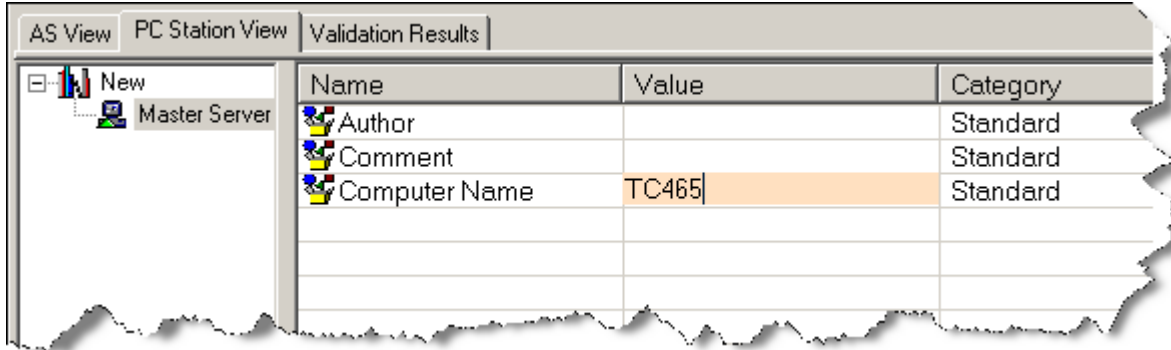 AS View PC Station View Validation Results
New
Master Server
Name Value Category
Author Standard
Comment Standard
Computer Name TC465 Standard